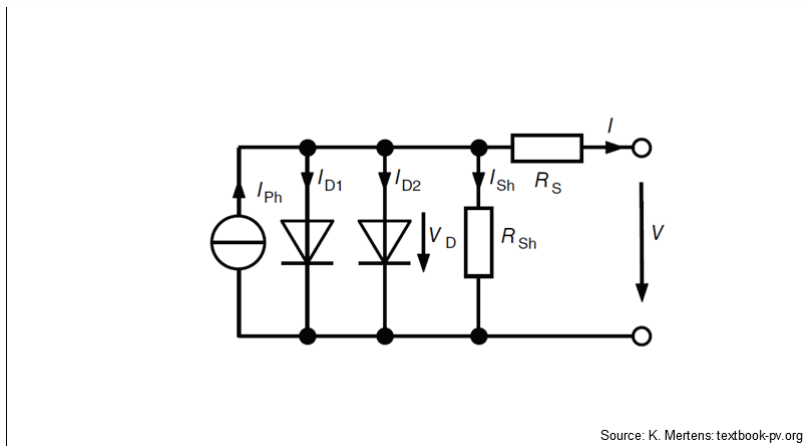 I
I_Ph
I_D1
I_D2
I_Sh
R_S
V_D
R_Sh
V
Source: K. Mertens: textbook-pv.org